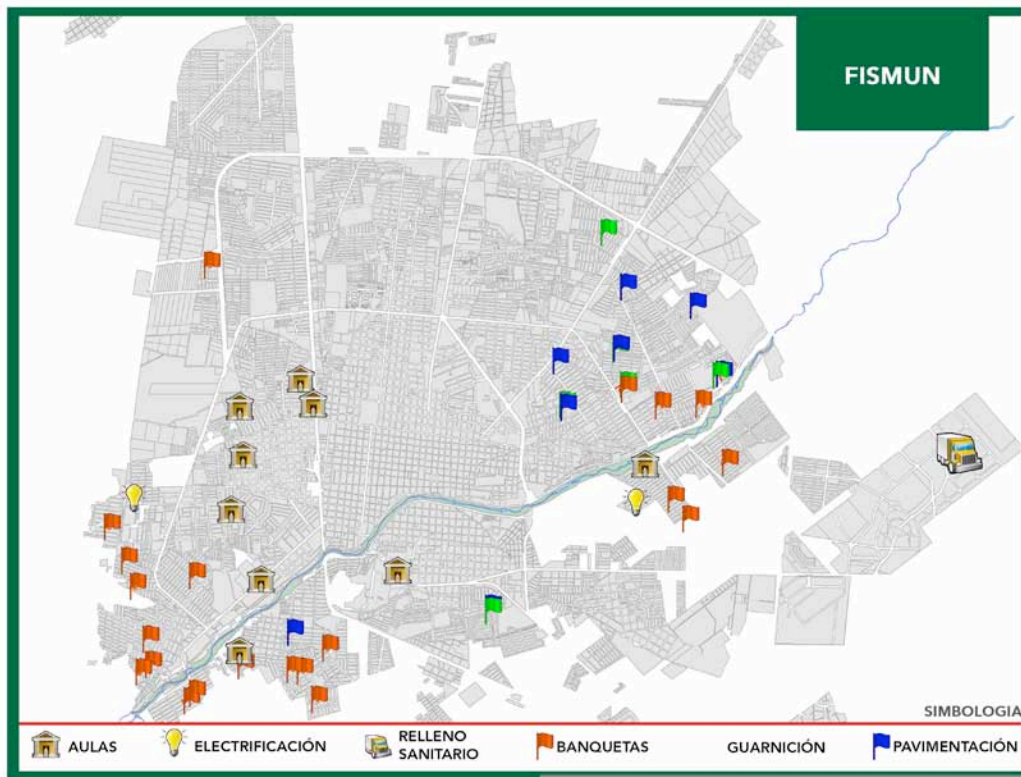 FISMUN
SIMBOLOGIA
AULAS
ELECTRIFICACIÓN
RELLENO
SANITARIO
BANQUETAS
GUARNICIÓN
PAVIMENTACIÓN